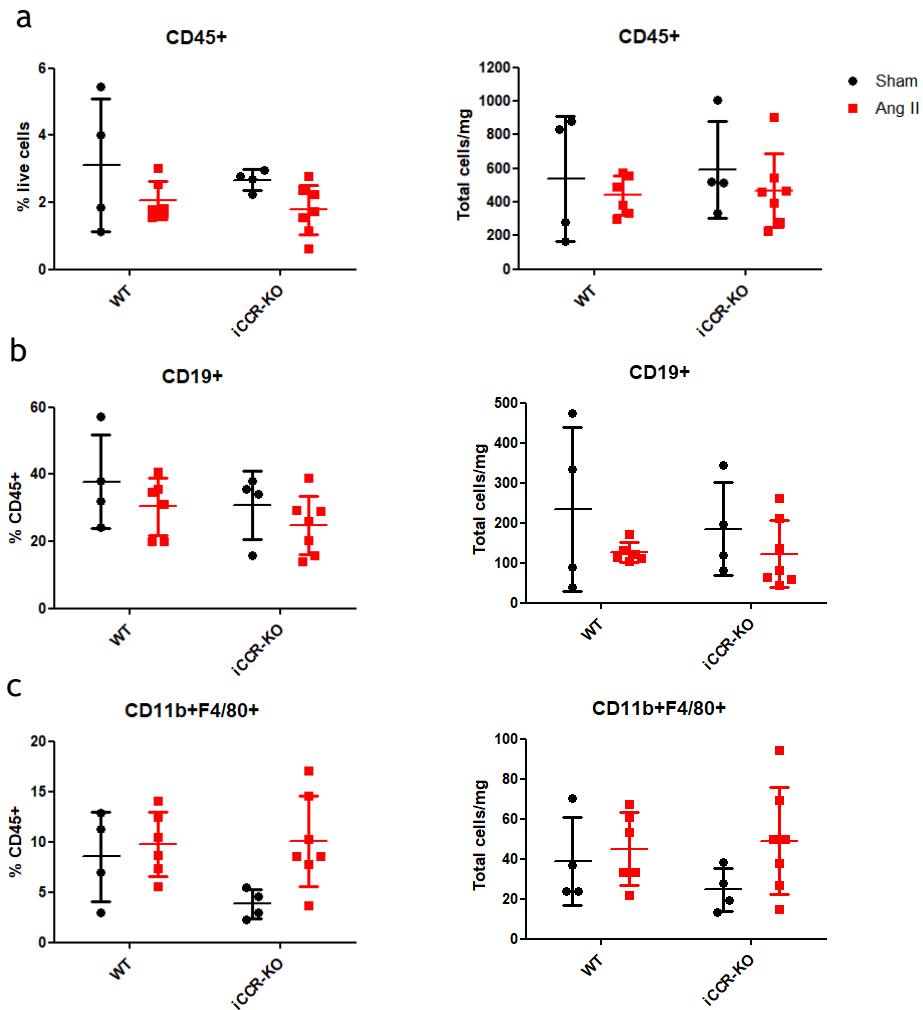 a
CD45+
% live cells
6
4
2
0
WT
iCCR-KO
CD45+
Total cells/mg
1200
1000
800
600
400
200
0
WT
iCCR-KO
Sham
Ang II
b
CD19+
% CD45+
60
40
20
0
WT
iCCR-KO
CD19+
Total cells/mg
500
400
300
200
100
0
WT
iCCR-KO
c
CD11b+F4/80+
% CD45+
20
15
10
5
0
WT
iCCR-KO
CD11b+F4/80+
Total cells/mg
100
80
60
40
20
0
WT
iCCR-KO